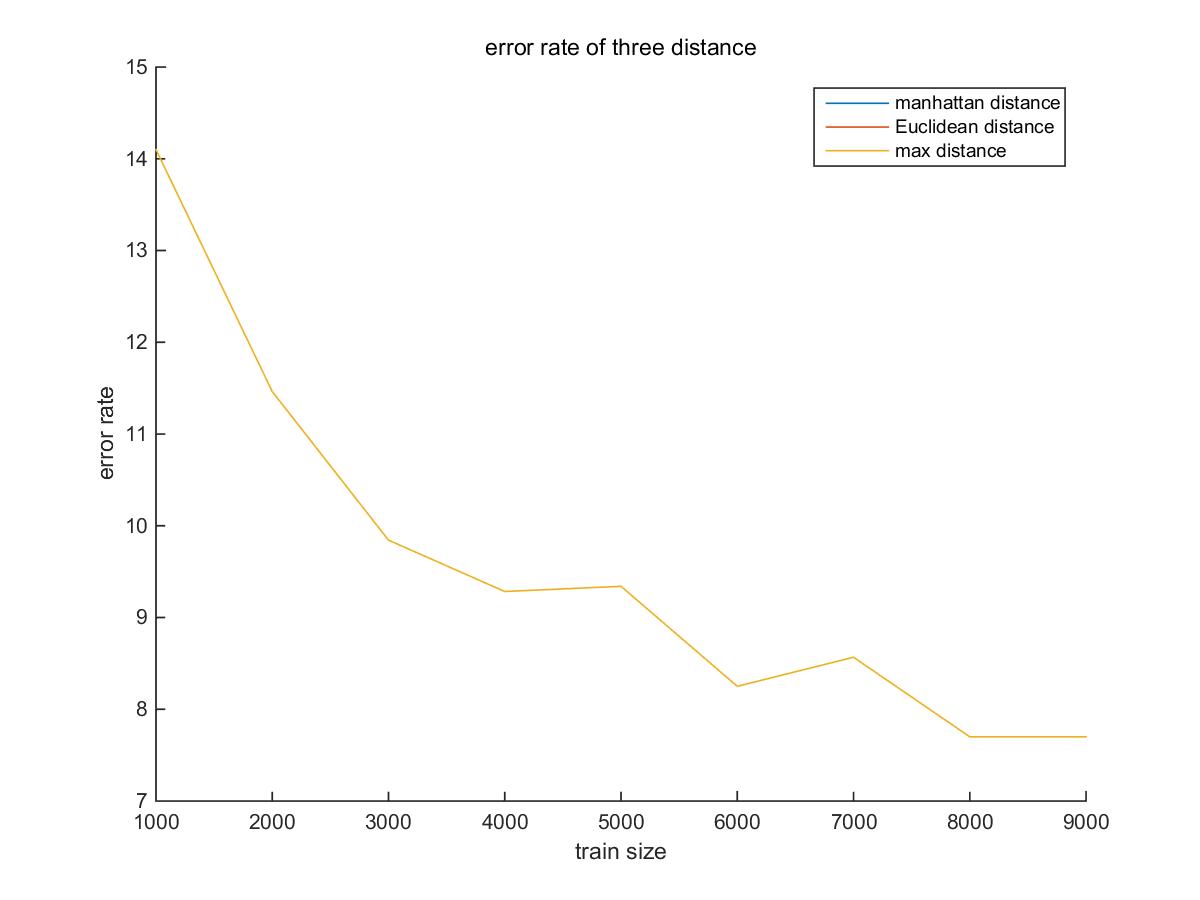 error rate of three distance
manhattan distance
Euclidean distance
max distance
15
14
13
12
11
10
9
8
7
error rate
1000 2000 3000 4000 5000 6000 7000 8000 9000
train size